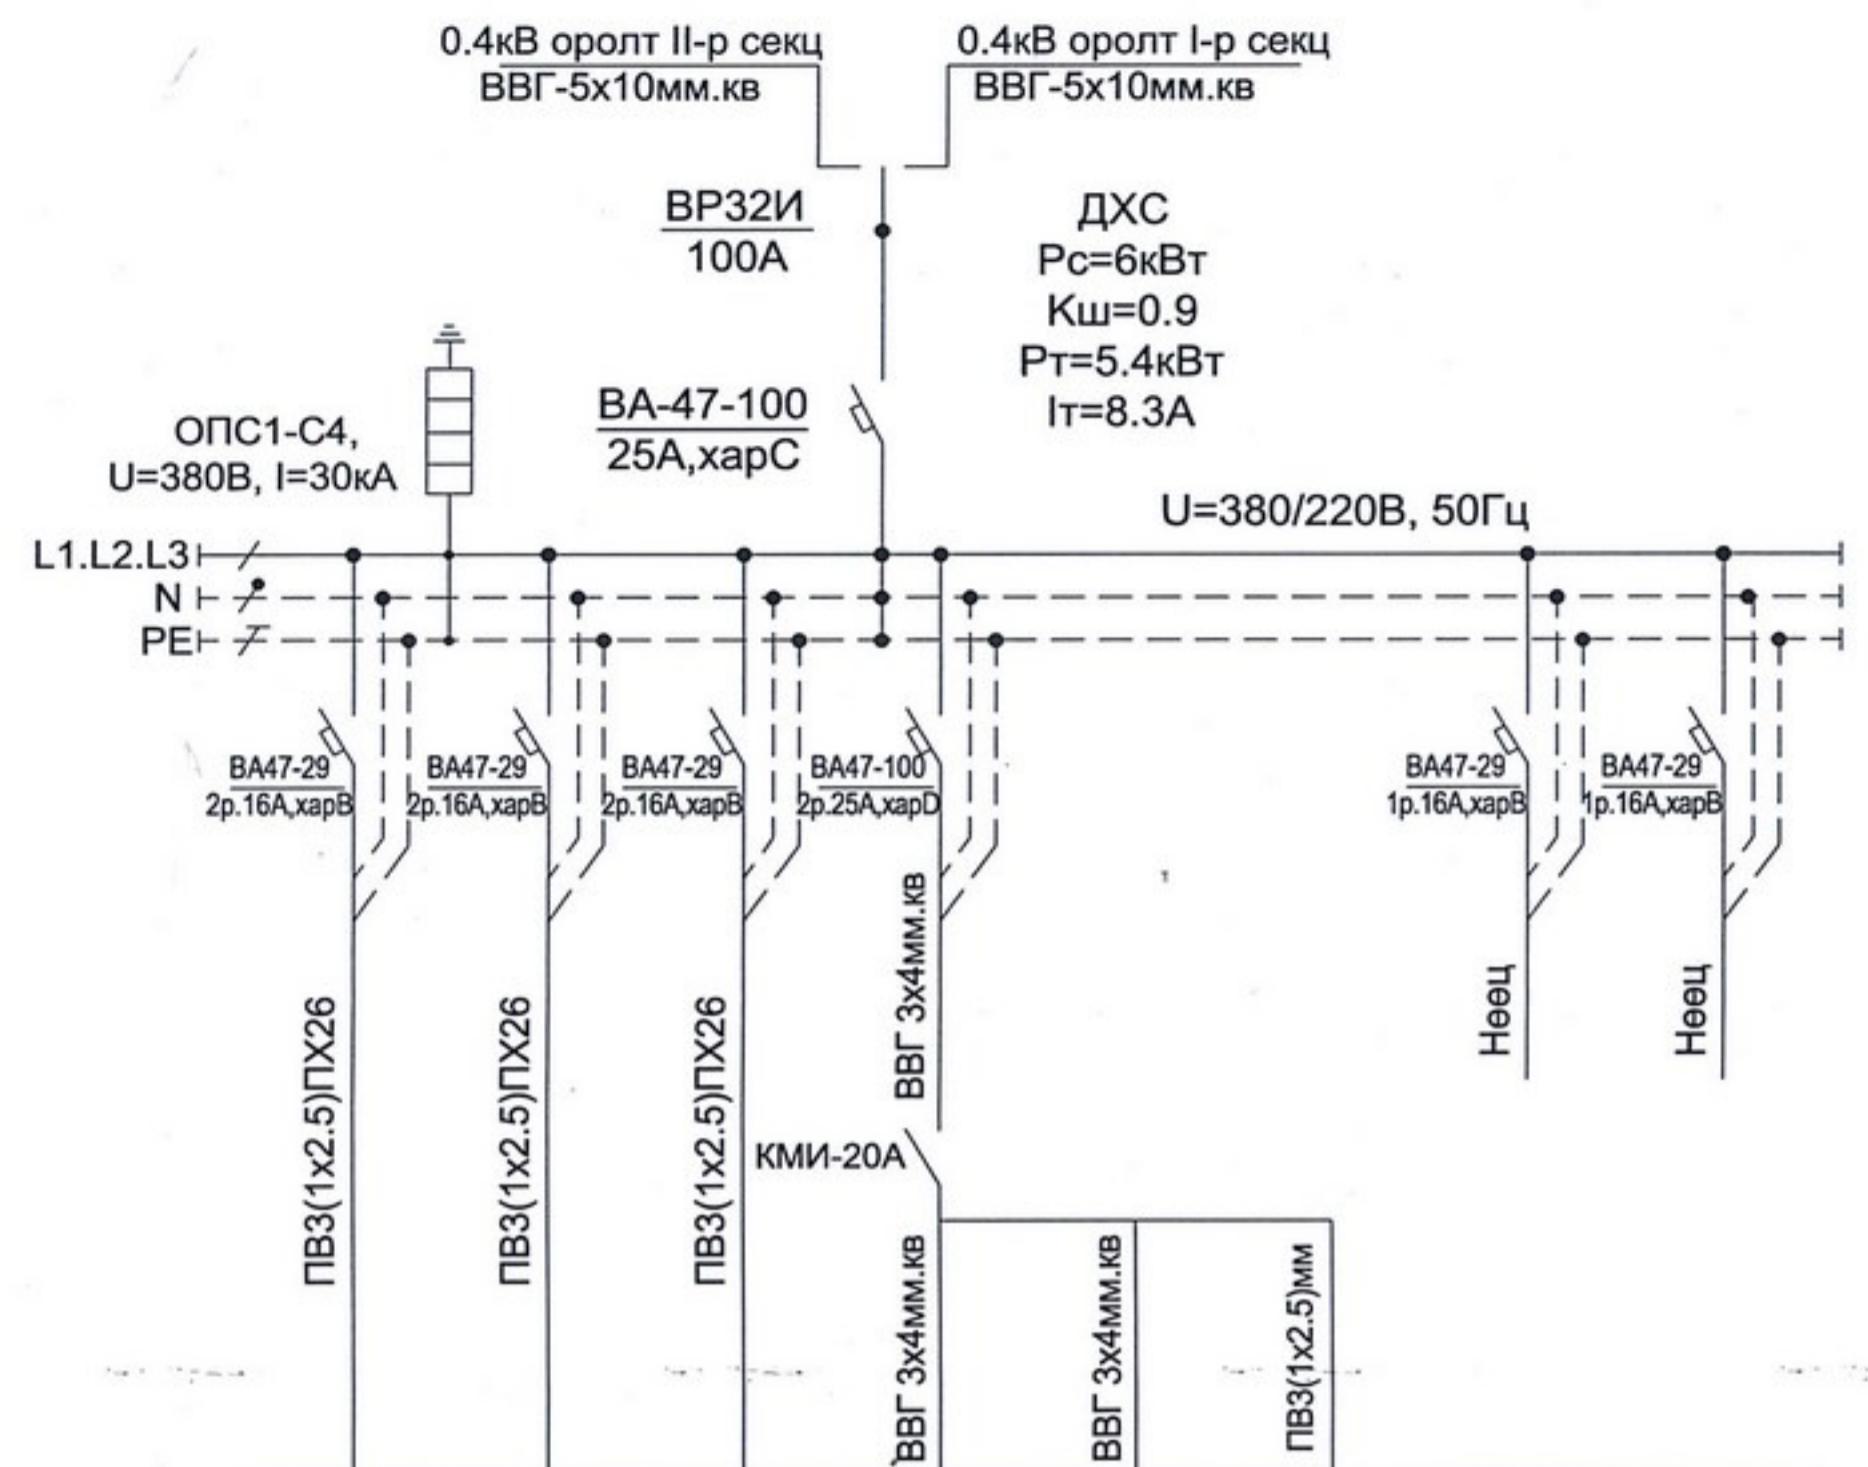 0.4кВ оролт II-р секц
ВВГ-5х10мм.кв
0.4кВ оролт I-р секц
ВВГ-5х10мм.кв
ВР32И
100А
ДХС
Рс=6кВт
Кш=0.9
Рт=5.4кВт
Iт=8.3А
ВА-47-100
25А,харС
ОПС1-С4,
U=380В, I=30кА
U=380/220В, 50Гц
L1.L2.L3
N
PE
ВА47-29
2р.16А,харВ
ВА47-29
2р.16А,харВ
ВА47-29
2р.16А,харВ
ВА47-100
2р.25А,харD
ВА47-29
1р.16А,харВ
ВА47-29
1р.16А,харВ
ПВ3(1х2.5)ПХ26
ПВ3(1х2.5)ПХ26
ПВ3(1х2.5)ПХ26
ВВГ 3х4мм.кв
Нөөц
Нөөц
КМИ-20А
ВВГ 3х4мм.кв
ВВГ 3х4мм.кв
ПВ3(1х2.5)мм